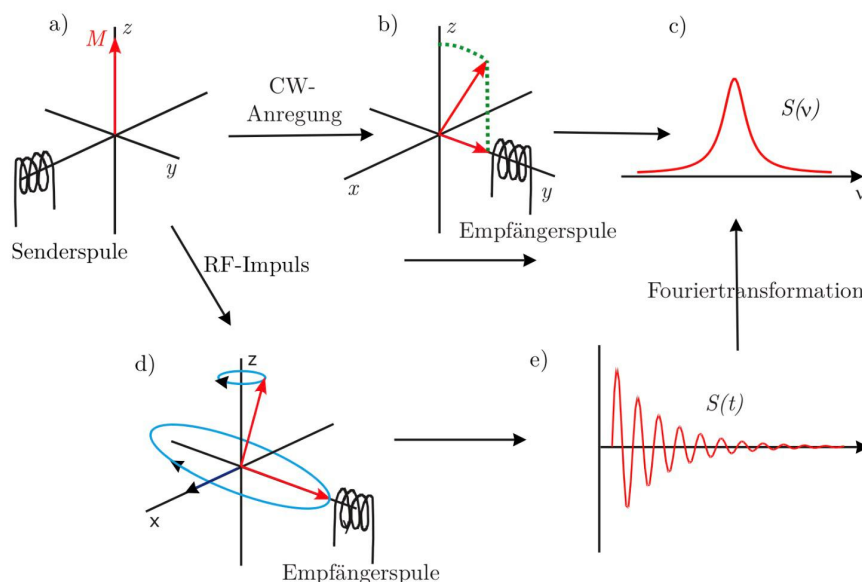 a)
M
z
y
Senderspule
CW-
Anregung
b)
z
x
y
Empfängerspule
c)
S(ν)
ν
RF-Impuls
Fouriertransformation
d)
z
x
y
Empfängerspule
e)
S(t)